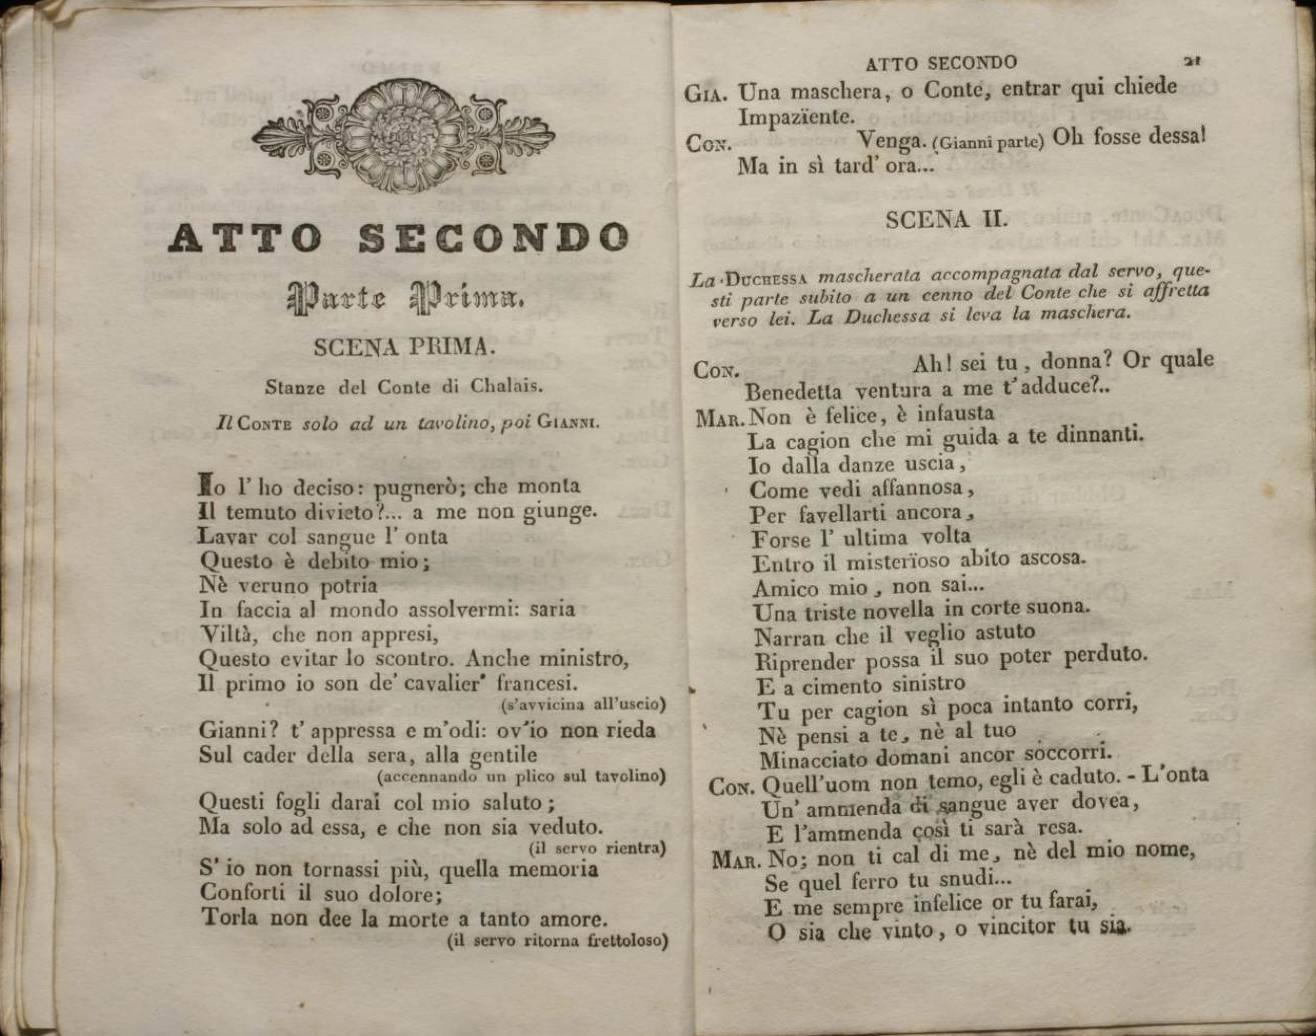 ATTO SECONDO
Parte Prima.
SCENA PRIMA.
Stanze del Conte di Chalais.
Il CONTE solo ad un tavolino, poi GIANNI.
Io l' ho deciso: pugnerò; che monta
Il temuto divieto?... a me non giunge.
Lavar col sangue l' onta
Questo è debito mio;
Nè veruno potria
In faccia al mondo assolvermi: saria
Viltà, che non appresi,
Questo evitar lo scontro. Anche ministro,
Il primo io son de' cavalier' francesi.
(s'avvicina all'uscio)
Gianni? t' appressa e m'odi: ov'io non rieda
Sul cader della sera, alla gentile
(accennando un plico sul tavolino)
Questi fogli darai col mio saluto;
Ma solo ad essa, e che non sia veduto.
(il servo rientra)
S' io non tornassi più, quella memoria
Conforti il suo dolore;
Torla non dee la morte a tanto amore.
(il servo ritorna frettoloso)
ATTO SECONDO 21
GIA. Una maschera, o Conte, entrar qui chiede
Impazïente.
CON. Venga. (Gianni parte) Oh fosse dessa!
Ma in sì tard' ora...
SCENA II.
La DUCHESSA mascherata accompagnata dal servo, que-
sti parte subito a un cenno del Conte che si affretta
verso lei. La Duchessa si leva la maschera.
CON. Ah! sei tu, donna? Or quale
Benedetta ventura a me t'adduce?..
MAR. Non è felice, è infausta
La cagion che mi guida a te dinnanti.
Io dalla danze uscia,
Come vedi affannosa,
Per favellarti ancora,
Forse l' ultima volta
Entro il misterïoso abito ascosa.
Amico mio, non sai...
Una triste novella in corte suona.
Narran che il veglio astuto
Riprender possa il suo poter perduto.
E a cimento sinistro
Tu per cagion sì poca intanto corri,
Nè pensi a te, nè al tuo
Minacciato domani ancor soccorri.
CON. Quell'uom non temo, egli è caduto. - L'onta
Un' ammenda di sangue aver dovea,
E l'ammenda così ti sarà resa.
MAR. No; non ti cal di me, nè del mio nome,
Se quel ferro tu snudi...
E me sempre infelice or tu farai,
O sia che vinto, o vincitor tu sia.